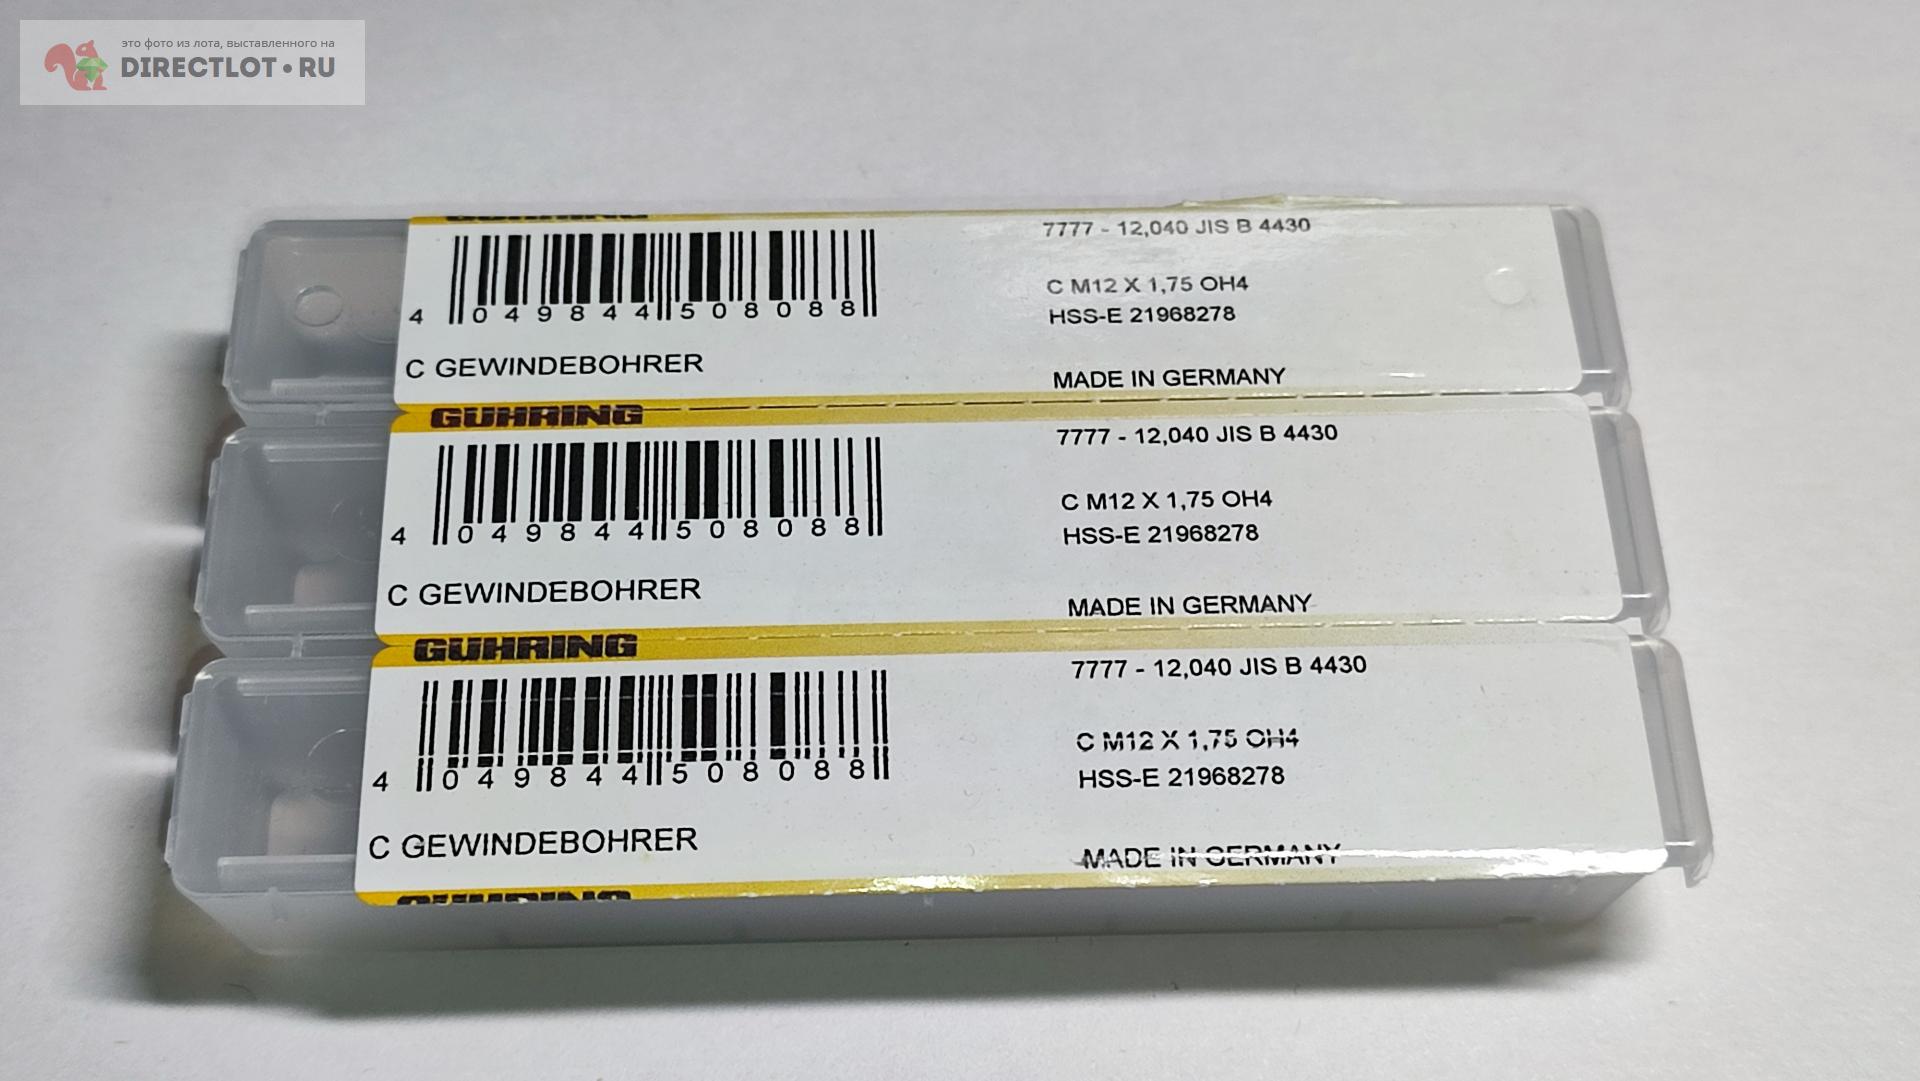 это фото из лота, выставленного на
DIRECTLOT•RU
GUHRING
7777 - 12,040 JIS B 4430
C M12 X 1,75 OH4
HSS-E 21968278
4 049844 508088
C GEWINDEBOHRER
MADE IN GERMANY
GUHRING
7777 - 12,040 JIS B 4430
C M12 X 1,75 OH4
HSS-E 21968278
4 049844 508088
C GEWINDEBOHRER
MADE IN GERMANY
GUHRING
7777 - 12,040 JIS B 4430
C M12 X 1,75 OH4
HSS-E 21968278
4 049844 508088
C GEWINDEBOHRER
MADE IN GERMANY
GUHRING